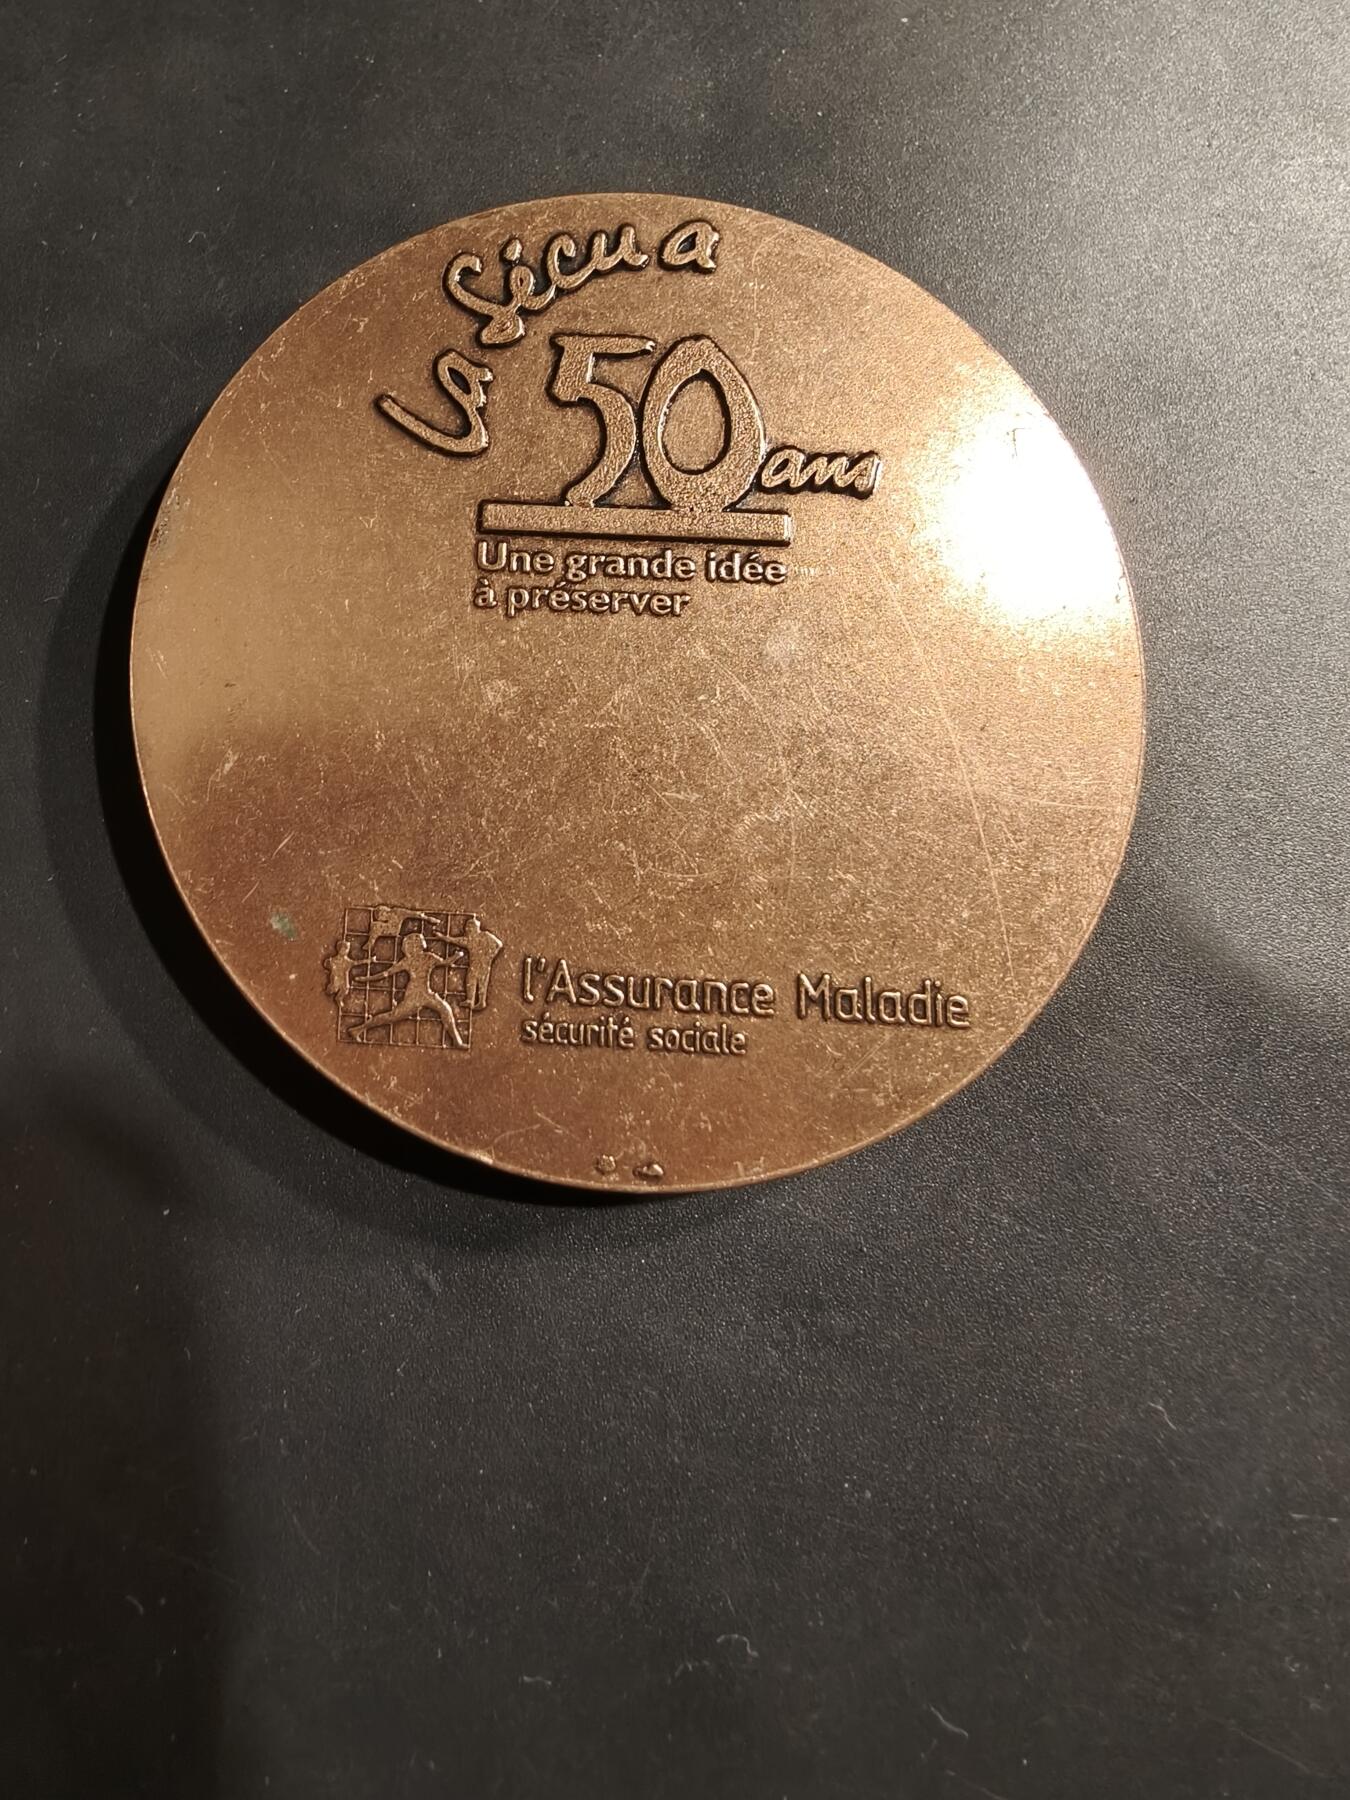 La Sécu a
50 ans
Une grande idée
à préserver
l'Assurance Maladie
sécurité sociale